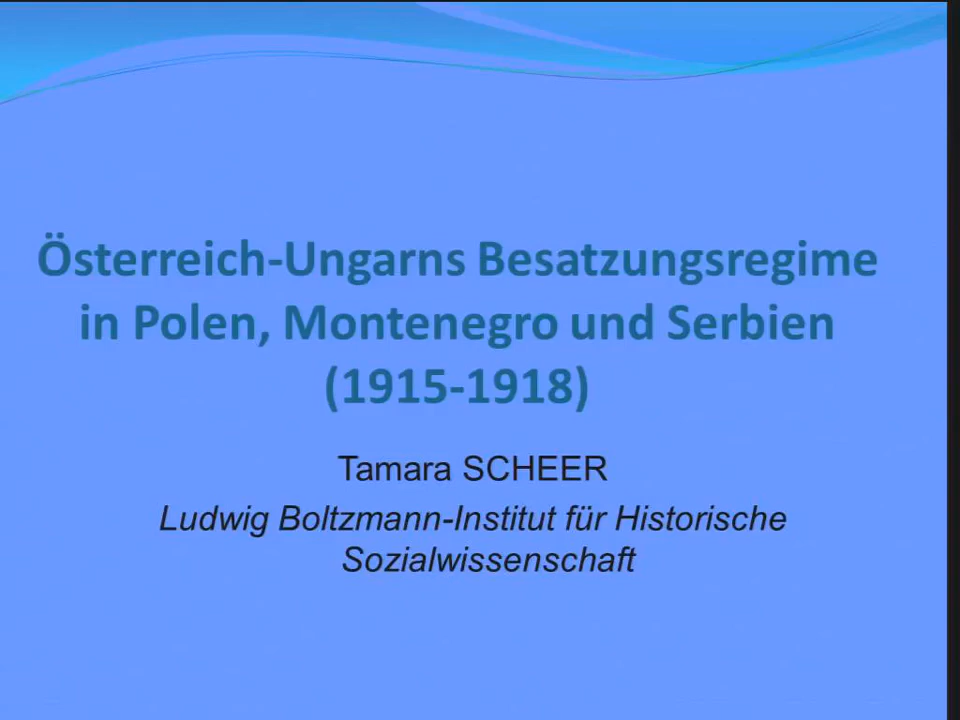 Österreich-Ungarns Besatzungsregime
in Polen, Montenegro und Serbien
(1915-1918)
Tamara SCHEER
Ludwig Boltzmann-Institut für Historische
Sozialwissenschaft